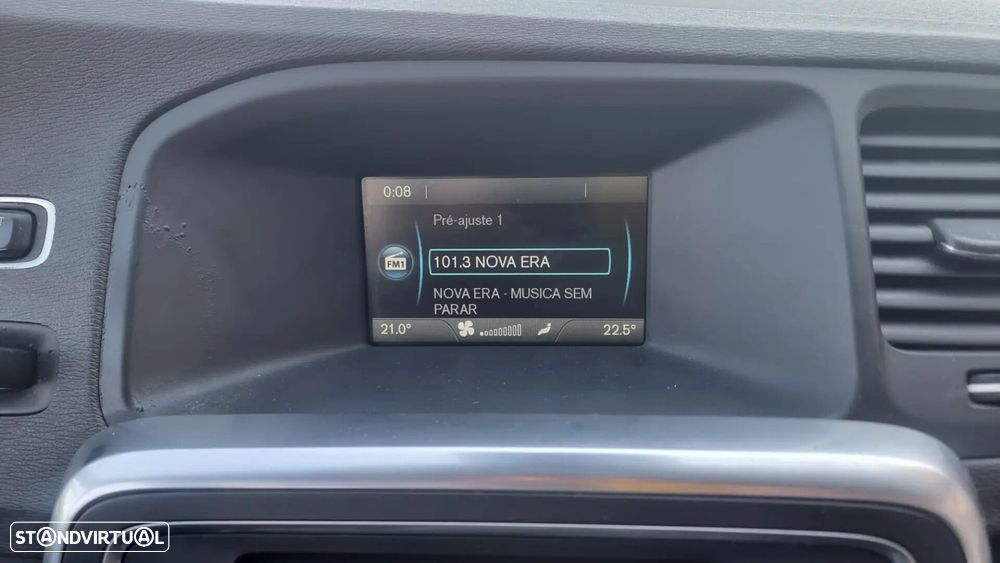 0:08
Pré-ajuste 1
FM1
101.3 NOVA ERA
NOVA ERA - MUSICA SEM
PARAR
21.0°
22.5°
STANDVIRTUAL